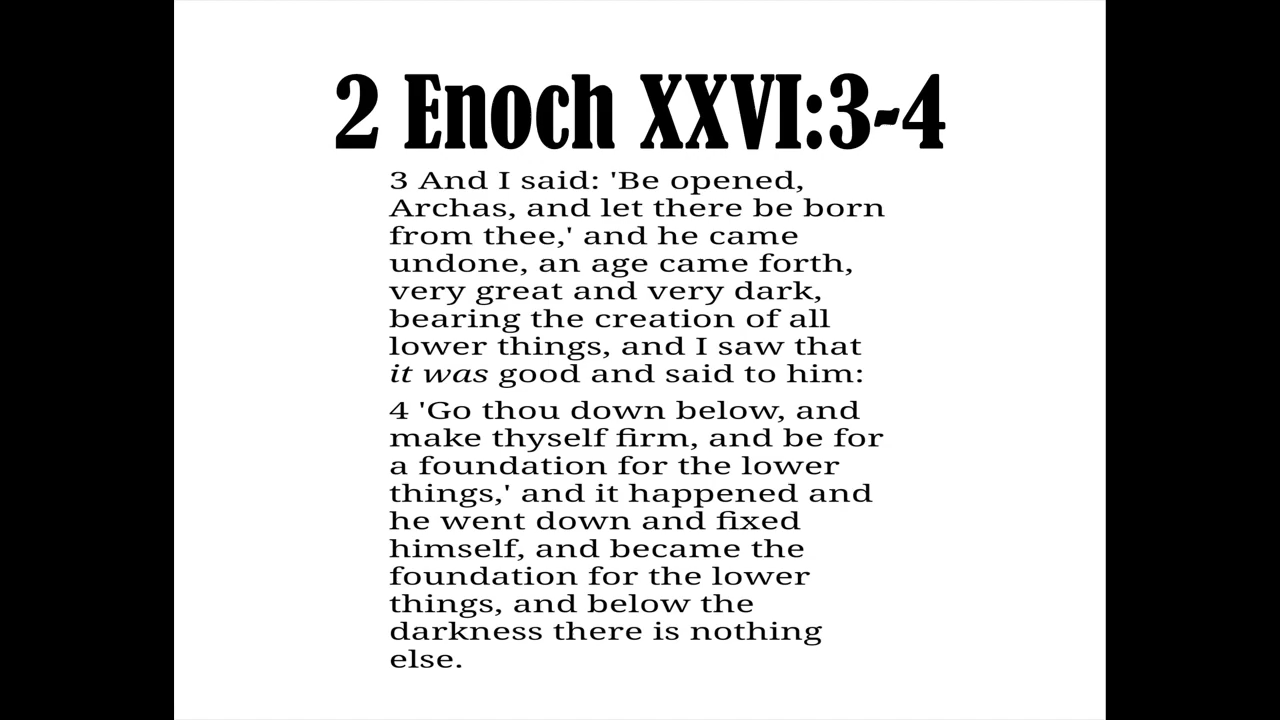 2 Enoch XXVI:3-4
3 And I said: 'Be opened,
Archas, and let there be born
from thee,' and he came
undone, an age came forth,
very great and very dark,
bearing the creation of all
lower things, and I saw that
it was good and said to him:
4 'Go thou down below, and
make thyself firm, and be for
a foundation for the lower
things,' and it happened and
he went down and fixed
himself, and became the
foundation for the lower
things, and below the
darkness there is nothing
else.